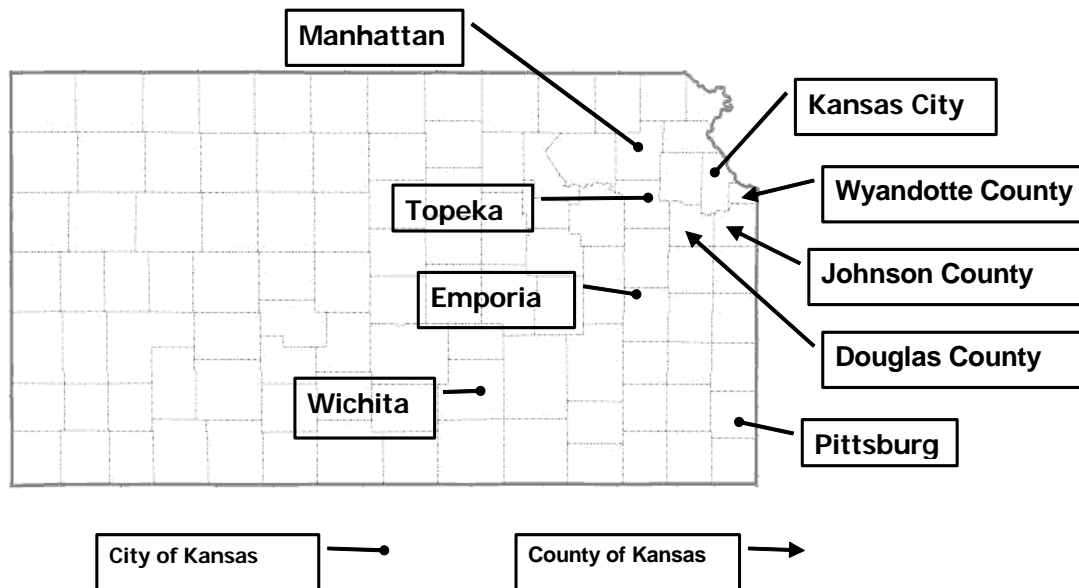 Manhattan
Kansas City
Wyandotte County
Topeka
Johnson County
Emporia
Douglas County
Wichita
Pittsburg
City of Kansas
County of Kansas